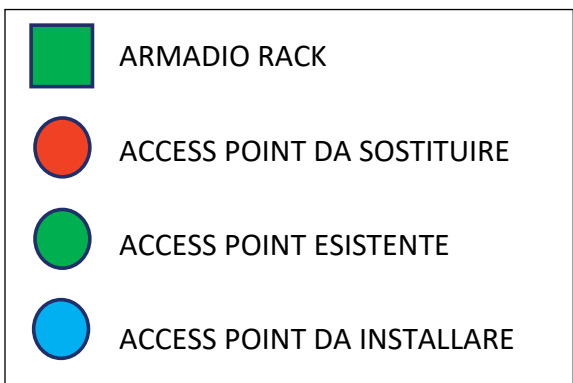 ARMADIO RACK
ACCESS POINT DA SOSTITUIRE
ACCESS POINT ESISTENTE
ACCESS POINT DA INSTALLARE